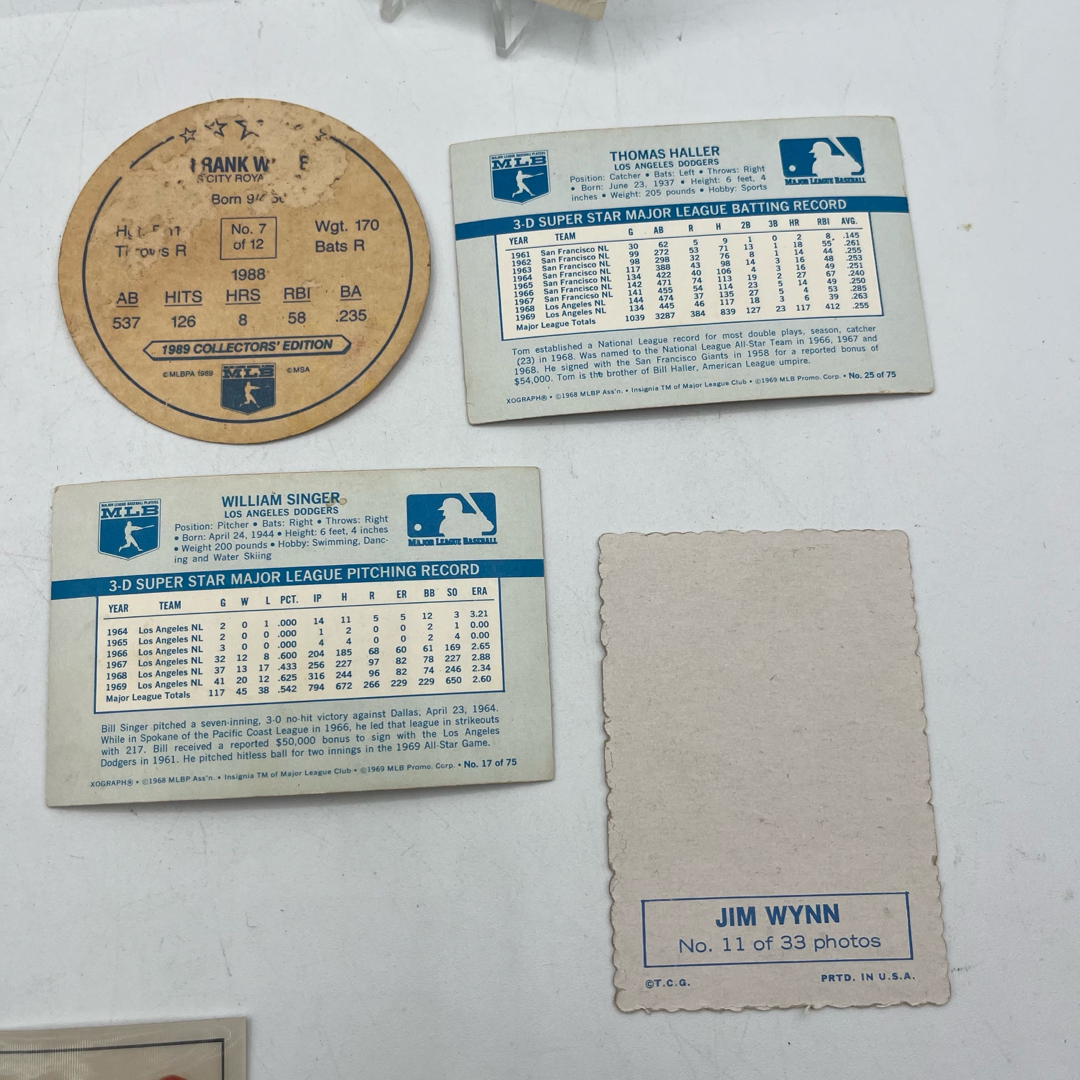 RANK W
CITY ROYA
Born 9/
No. 7
of 12
Wgt. 170
Throws R
Bats R
1988
AB HITS HRS RBI BA
537 126 8 58 .235
1989 COLLECTORS' EDITION
©MLBPA 1989
©MSA
MLB
MAJOR LEAGUE BASEBALL PLAYERS
MLB
THOMAS HALLER
LOS ANGELES DODGERS
Position: Catcher • Bats: Left • Throws: Right
• Born: June 23, 1937 • Height: 6 feet, 4
inches • Weight: 205 pounds • Hobby: Sports
MAJOR LEAGUE BASEBALL
3-D SUPER STAR MAJOR LEAGUE BATTING RECORD
YEAR TEAM G AB R H 2B 3B HR RBI AVG.
1961 San Francisco NL 30 62 5 9 1 0 2 8 .145
1962 San Francisco NL 99 272 53 71 13 1 18 55 .261
1963 San Francisco NL 98 298 32 76 8 1 14 44 .255
1964 San Francisco NL 117 388 43 98 14 3 16 48 .253
1965 San Francisco NL 134 422 40 106 4 3 16 49 .251
1966 San Francisco NL 142 471 74 113 19 2 27 67 .240
1967 San Francisco NL 141 455 54 114 23 5 14 49 .250
1968 Los Angeles NL 144 474 37 135 27 5 4 53 .285
1969 Los Angeles NL 134 445 46 117 18 3 6 39 .263
Major League Totals 1039 3287 384 839 127 23 117 412 .255
Tom established a National League record for most double plays, season, catcher
(23) in 1968. Was named to the National League All-Star Team in 1966, 1967 and
1968. He signed with the San Francisco Giants in 1958 for a reported bonus of
$54,000. Tom is the brother of Bill Haller, American League umpire.
XOGRAPH® • ©1968 MLBP Ass'n. • Insignia TM of Major League Club • ©1969 MLB Promo. Corp. • No. 25 of 75
MAJOR LEAGUE BASEBALL PLAYERS
MLB
WILLIAM SINGER
LOS ANGELES DODGERS
Position: Pitcher • Bats: Right • Throws: Right
• Born: April 24, 1944 • Height: 6 feet, 4 inches
• Weight 200 pounds • Hobby: Swimming, Danc-
ing and Water Skiing
MAJOR LEAGUE BASEBALL
3-D SUPER STAR MAJOR LEAGUE PITCHING RECORD
YEAR TEAM G W L PCT. IP H R ER BB SO ERA
1964 Los Angeles NL 2 0 1 .000 14 11 5 5 12 3 3.21
1965 Los Angeles NL 2 0 0 .000 1 2 0 0 2 1 0.00
1966 Los Angeles NL 3 0 0 .000 4 4 0 0 2 4 0.00
1967 Los Angeles NL 32 12 8 .600 204 185 68 60 61 169 2.65
1968 Los Angeles NL 37 13 17 .433 256 227 97 82 78 227 2.88
1969 Los Angeles NL 41 20 12 .625 316 244 96 82 74 246 2.34
Major League Totals 117 45 38 .542 794 672 266 229 229 650 2.60
Bill Singer pitched a seven-inning, 3-0 no-hit victory against Dallas, April 23, 1964.
While in Spokane of the Pacific Coast League in 1966, he led that league in strikeouts
with 217. Bill received a reported $50,000 bonus to sign with the Los Angeles
Dodgers in 1961. He pitched hitless ball for two innings in the 1969 All-Star Game.
XOGRAPH® • ©1968 MLBP Ass'n. • Insignia TM of Major League Club • ©1969 MLB Promo. Corp. • No. 17 of 75
JIM WYNN
No. 11 of 33 photos
©T.C.G.
PRTD. IN U.S.A.